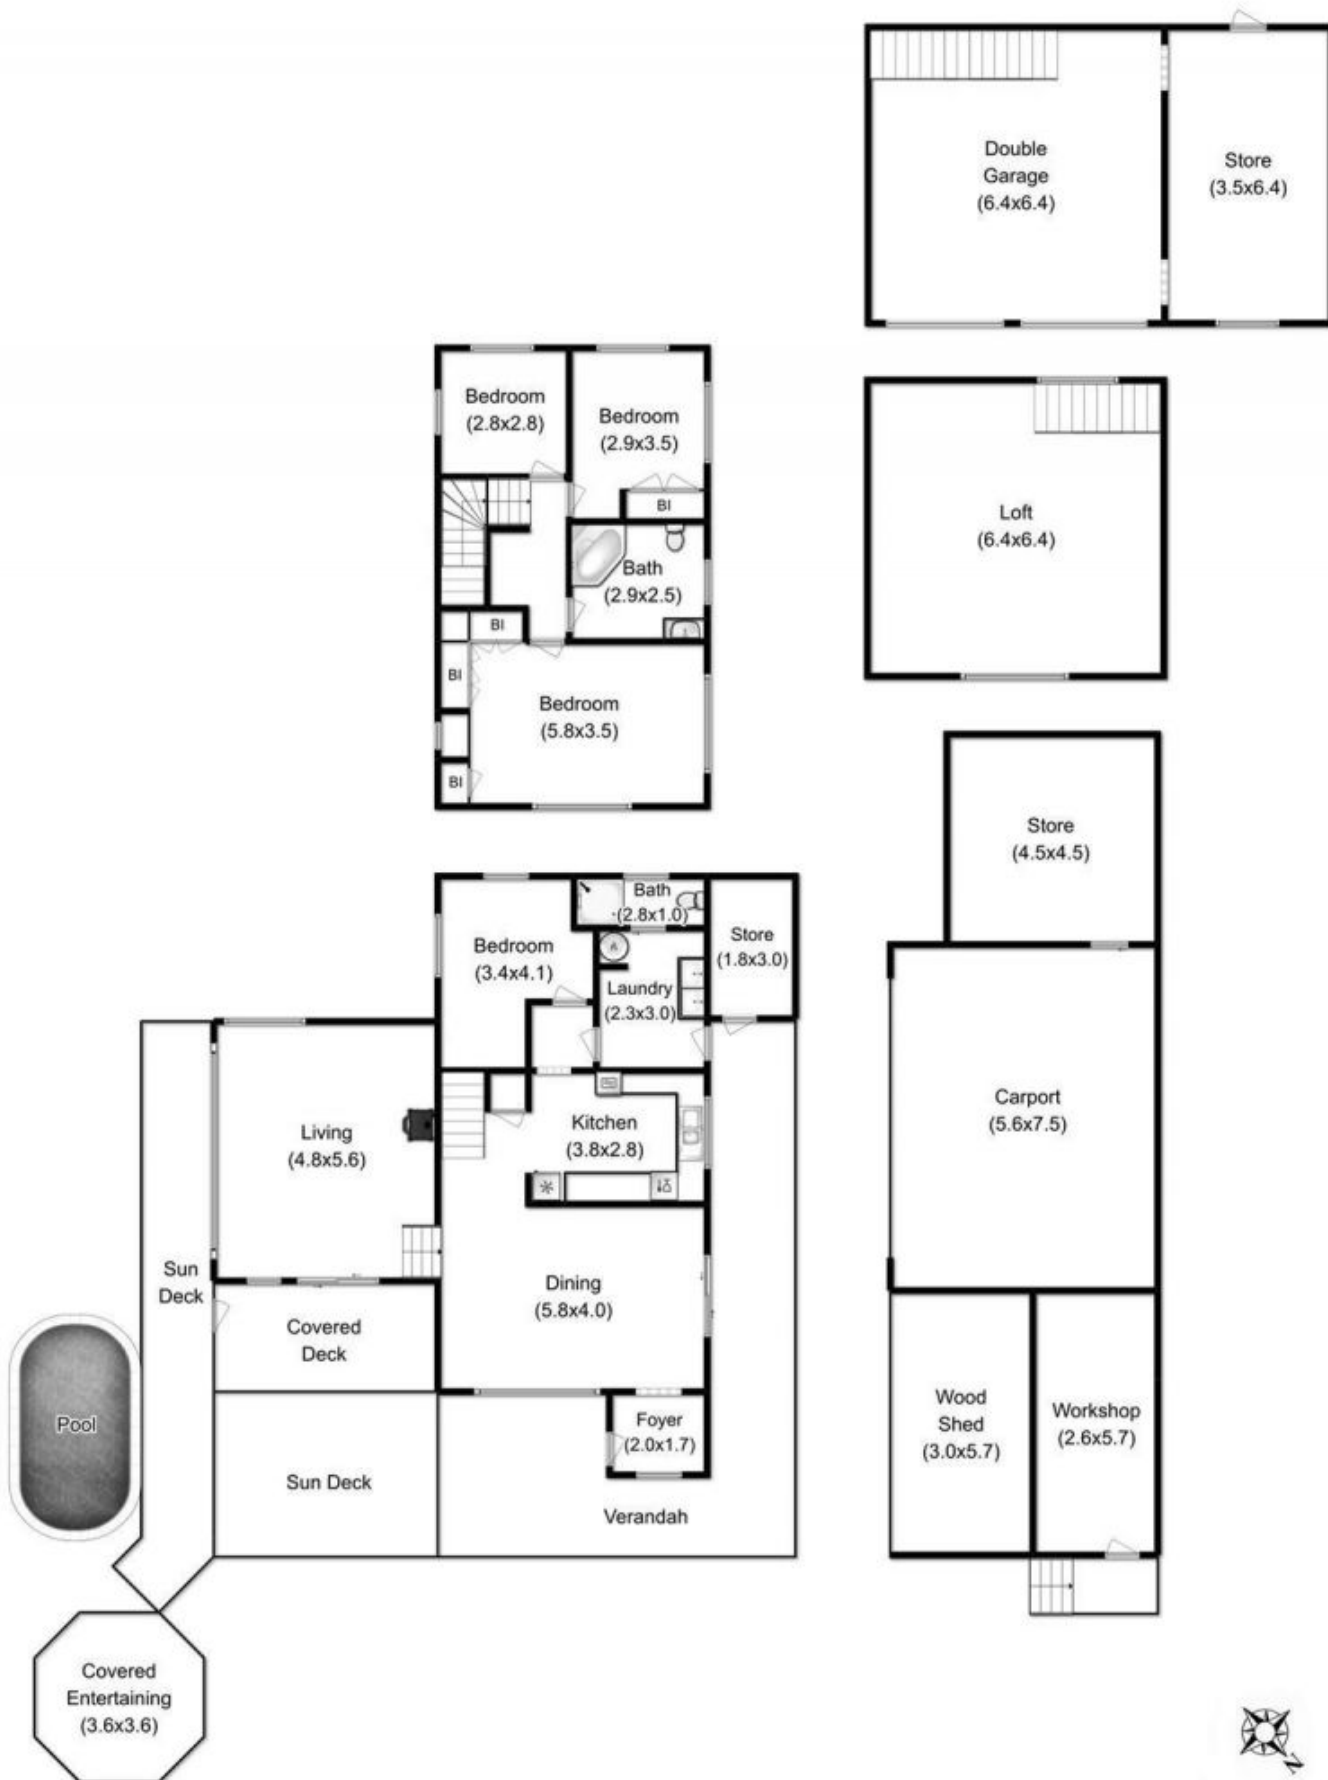 Double
Garage
(6.4x6.4)
Store
(3.5x6.4)
Bedroom
(2.8x2.8)
Bedroom
(2.9x3.5)
BI
Bath
(2.9x2.5)
BI
BI
Bedroom
(5.8x3.5)
BI
Loft
(6.4x6.4)
Store
(4.5x4.5)
Carport
(5.6x7.5)
Wood
Shed
(3.0x5.7)
Workshop
(2.6x5.7)
Bath
(2.8x1.0)
Bedroom
(3.4x4.1)
Store
(1.8x3.0)
Laundry
(2.3x3.0)
Living
(4.8x5.6)
Kitchen
(3.8x2.8)
Sun
Deck
Dining
(5.8x4.0)
Covered
Deck
Pool
Foyer
(2.0x1.7)
Sun Deck
Verandah
Covered
Entertaining
(3.6x3.6)
N